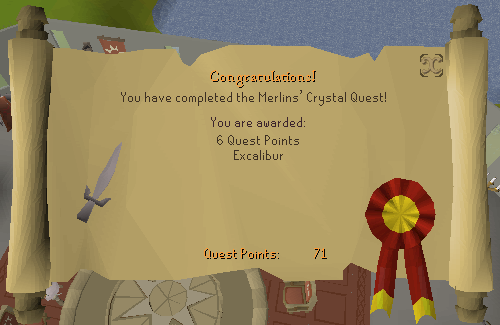 Congratulations!
You have completed the Merlins' Crystal Quest!
You are awarded:
6 Quest Points
Excalibur
Quest Points: 71